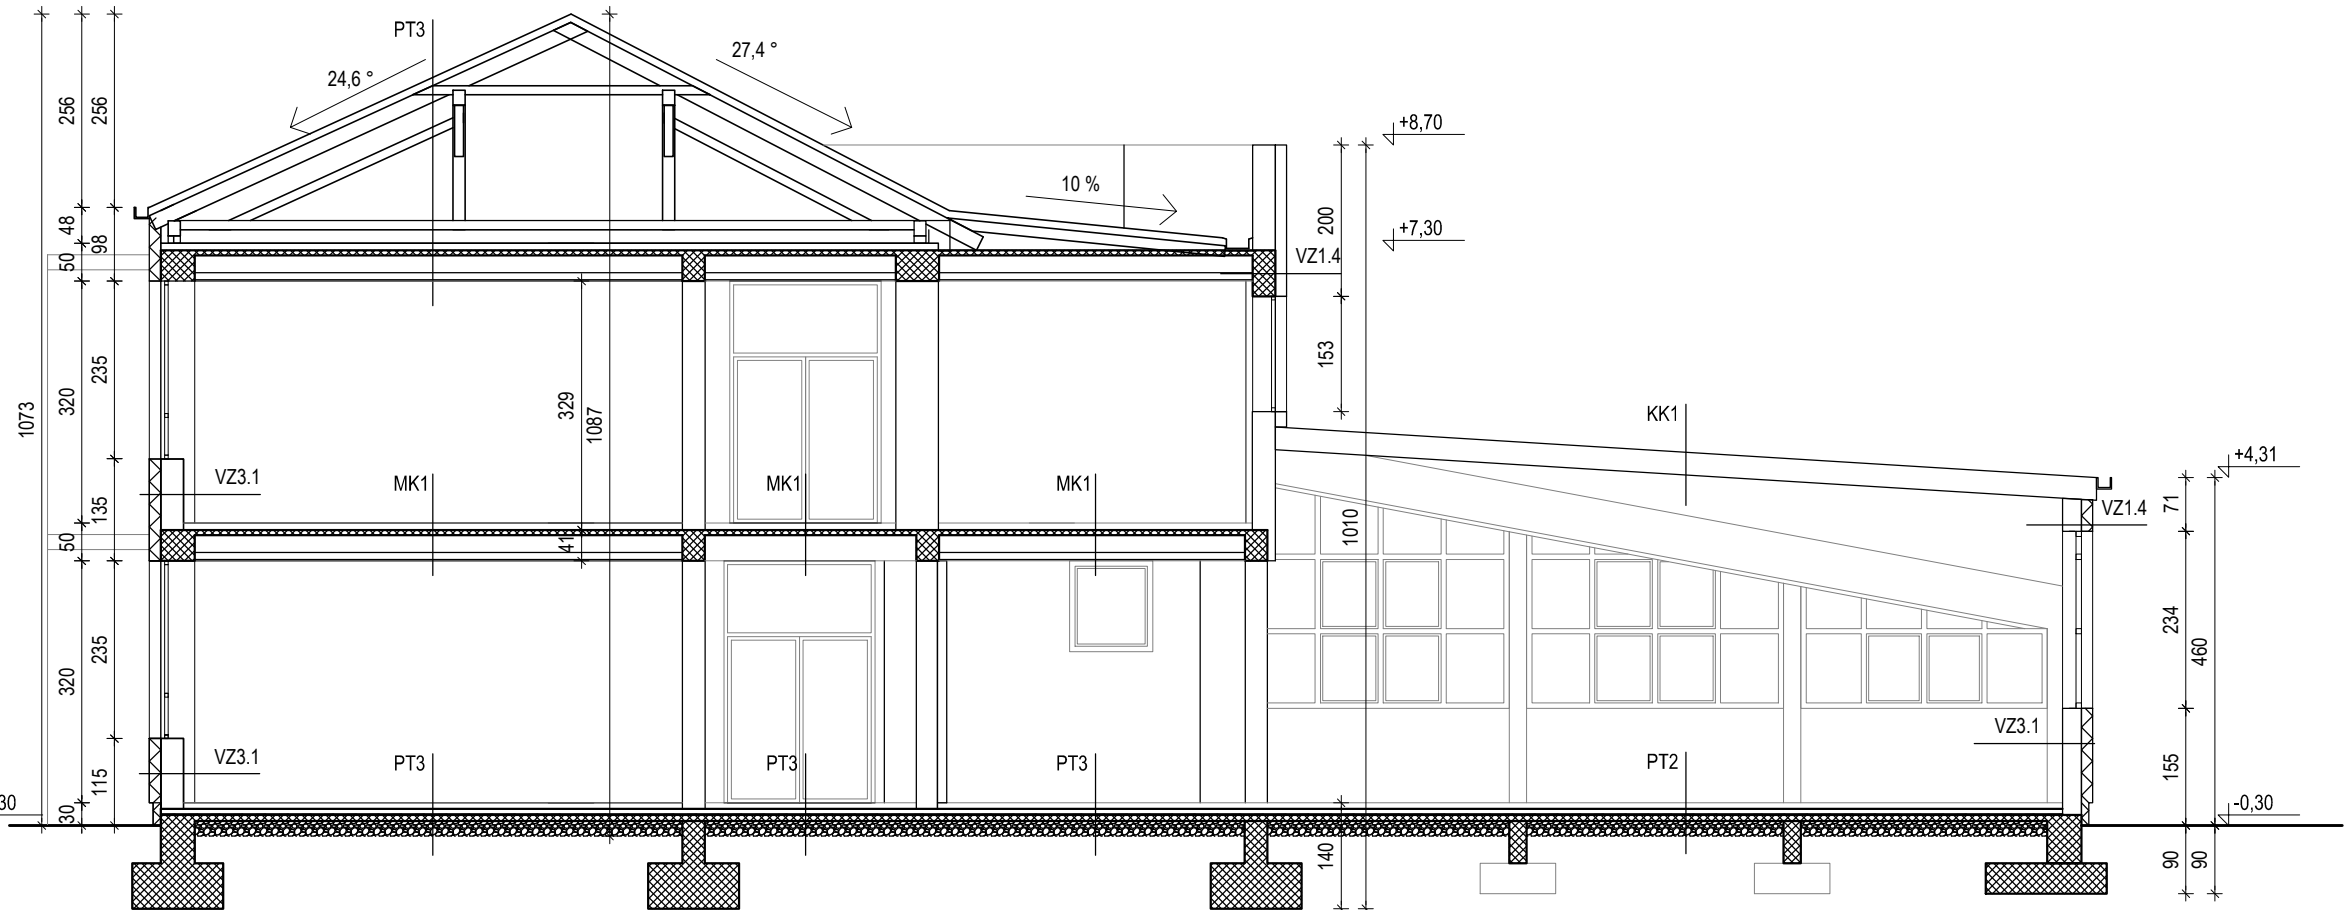 PT3
24,6 °
27,4 °
256
256
+8,70
10 %
48
98
200
+7,30
50
VZ1.4
1073
320
235
329
1087
153
KK1
+4,31
VZ3.1
MK1
MK1
MK1
135
71
VZ1.4
50
41
1010
320
235
234
460
VZ3.1
PT3
PT3
PT3
PT2
VZ3.1
115
155
30
30
-0,30
140
90
90